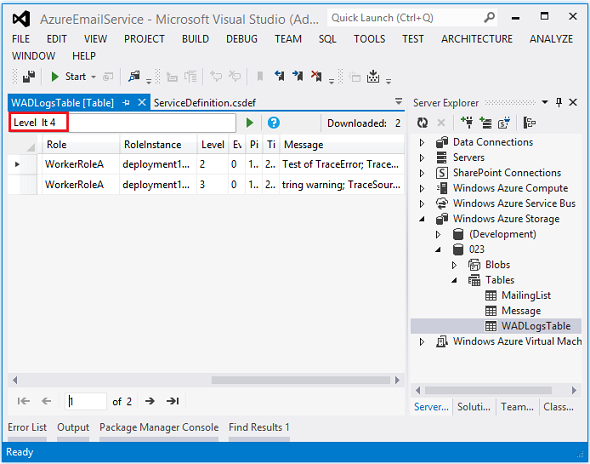 AzureEmailService - Microsoft Visual Studio (Ad...
Quick Launch (Ctrl+Q)
FILE EDIT VIEW PROJECT BUILD DEBUG TEAM SQL TOOLS TEST ARCHITECTURE ANALYZE
WINDOW HELP
Start
WADLogsTable [Table]
ServiceDefinition.csdef
Level lt 4
Downloaded: 2
Role RoleInstance Level Ev Pi Ti Message
WorkerRoleA deployment1... 2 0 1... 2... Test of TraceError; Trace...
WorkerRoleA deployment1... 3 0 1... 2... tring warning; TraceSour...
1 of 2
Server Explorer
Data Connections
Servers
SharePoint Connections
Windows Azure Compute
Windows Azure Service Bus
Windows Azure Storage
(Development)
023
Blobs
Tables
MailingList
Message
WADLogsTable
Windows Azure Virtual Mach
Server... Soluti... Team... Class...
Error List Output Package Manager Console Find Results 1
Ready